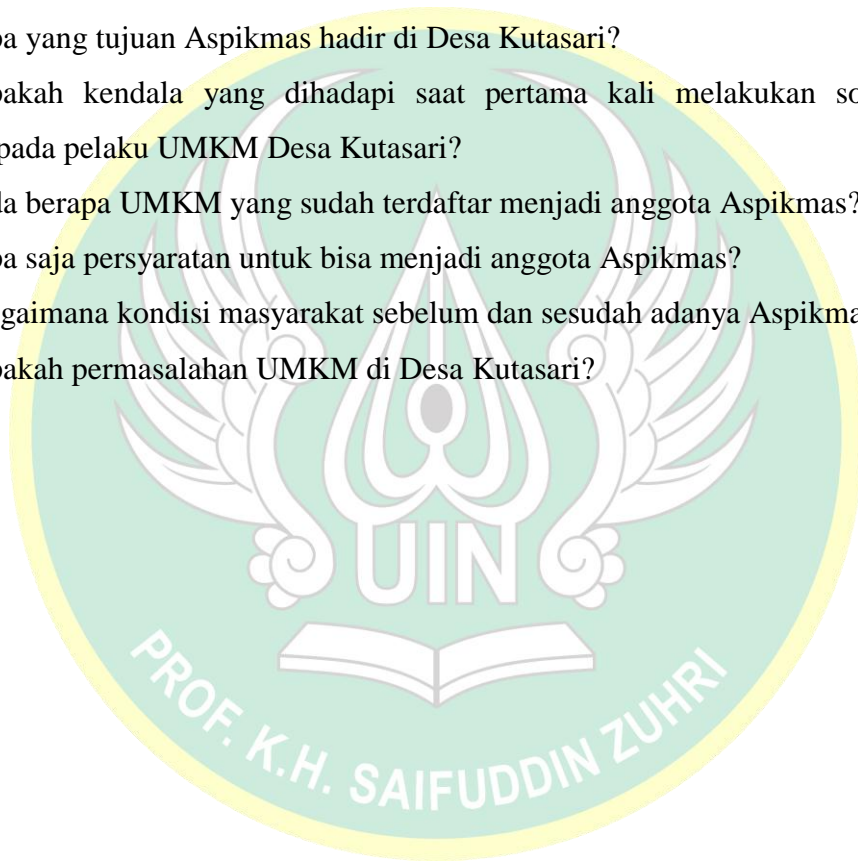 pa yang tujuan Aspikmas hadir di Desa Kutasari?
pakah kendala yang dihadapi saat pertama kali melakukan so
pada pelaku UMKM Desa Kutasari?
da berapa UMKM yang sudah terdaftar menjadi anggota Aspikmas?
pa saja persyaratan untuk bisa menjadi anggota Aspikmas?
gaimana kondisi masyarakat sebelum dan sesudah adanya Aspikma
pakah permasalahan UMKM di Desa Kutasari?
UIN
PROF. K.H. SAIFUDDIN ZUHRI